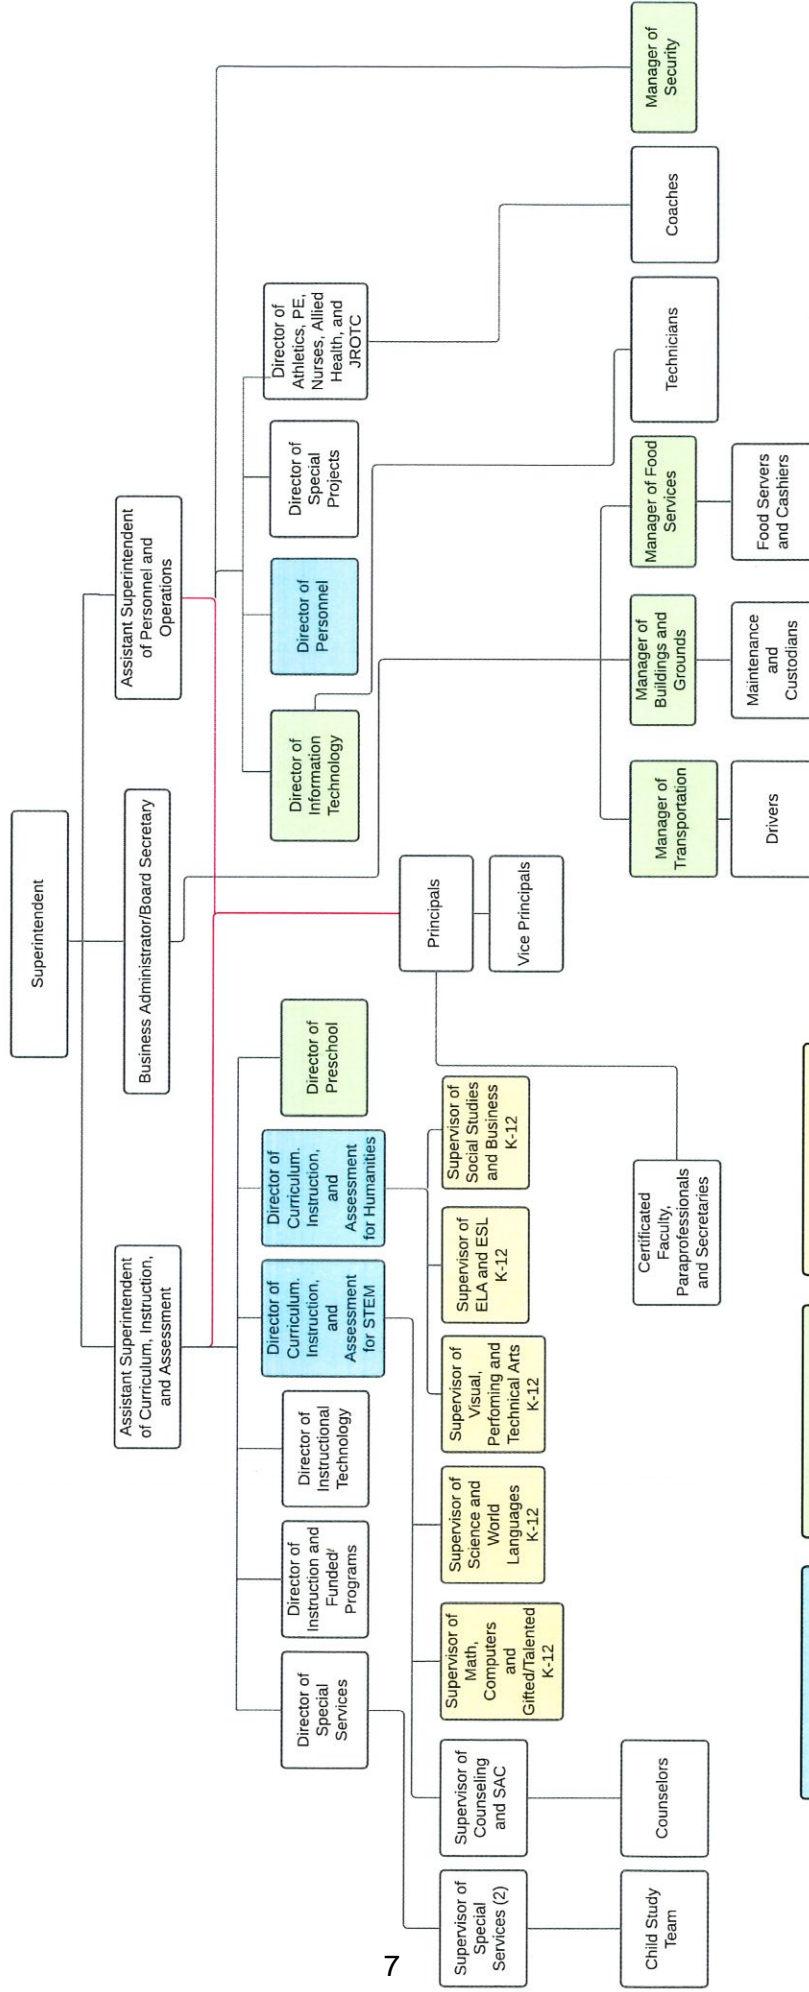 Superintendent
Assistant Superintendent
of Curriculum, Instruction,
and Assessment
Business Administrator/Board Secretary
Assistant Superintendent
of Personnel and
Operations
Director of
Special
Services
Director of
Instruction and
Funded/
Programs
Director of
Instructional
Technology
Director of
Curriculum.
Instruction,
and
Assessment
for STEM
Director of
Curriculum.
Instruction,
and
Assessment
for Humanities
Director of
Preschool
Director of
Information
Technology
Director of
Personnel
Director of
Special
Projects
Director of
Athletics, PE,
Nurses, Allied
Health, and
JROTC
Supervisor of
Special
Services (2)
Supervisor of
Counseling
and SAC
Supervisor of
Math,
Computers
and
Gifted/Talented
K-12
Supervisor of
Science and
World
Languages
K-12
Supervisor of
Visual,
Perfoming and
Technical Arts
K-12
Supervisor of
ELA and ESL
K-12
Supervisor of
Social Studies
and Business
K-12
Principals
Vice Principals
Child Study
Team
Counselors
Certificated
Faculty,
Paraprofessionals
and Secretaries
Manager of
Transportation
Manager of
Buildings and
Grounds
Manager of Food
Services
Technicians
Coaches
Manager of
Security
Drivers
Maintenance
and
Custodians
Food Servers
and Cashiers
7